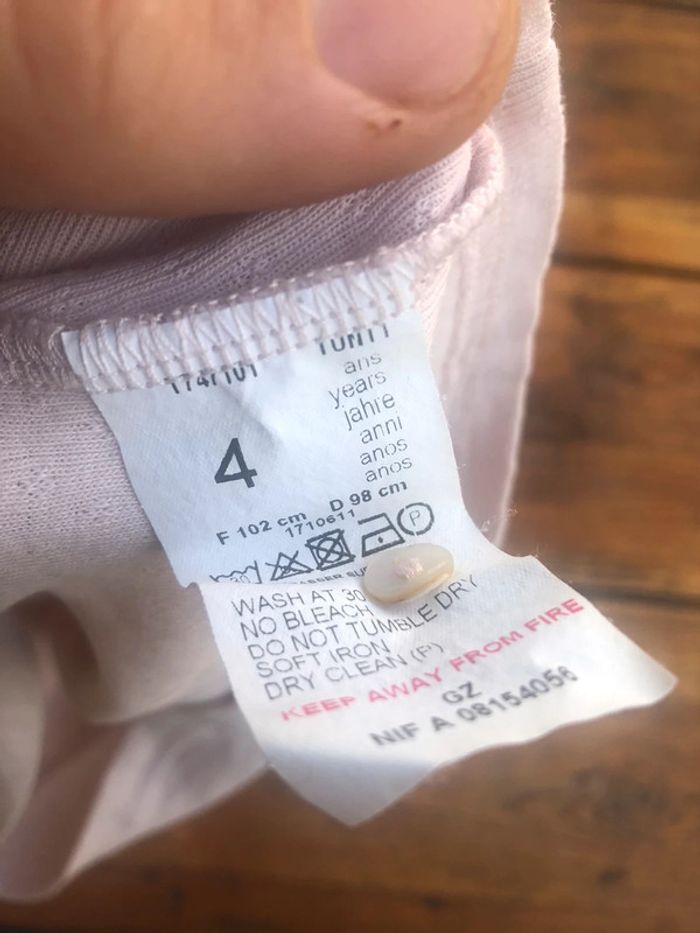 4
ans
years
jahre
anni
anos
anos
F 102 cm D 98 cm
1710611
P
WASH AT 30
NO BLEACH
DO NOT TUMBLE DRY
SOFT IRON
DRY CLEAN (P)
KEEP AWAY FROM FIRE
GZ
NIF A 08154056